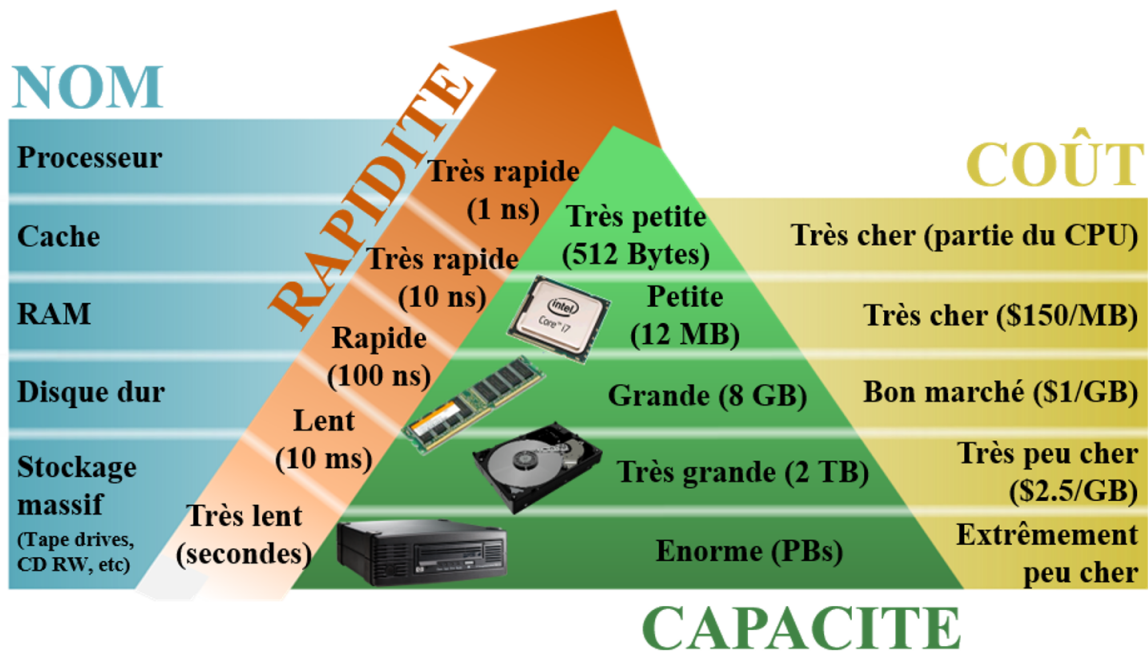 NOM
Processeur
Cache
RAM
Disque dur
Stockage
massif
(Tape drives,
CD RW, etc)
RAPIDITE
Très rapide
(1 ns)
Très rapide
(10 ns)
Rapide
(100 ns)
Lent
(10 ms)
Très lent
(secondes)
Très petite
(512 Bytes)
intel
Core i7
Petite
(12 MB)
Grande (8 GB)
Très grande (2 TB)
Enorme (PBs)
CAPACITE
COÛT
Très cher (partie du CPU)
Très cher ($150/MB)
Bon marché ($1/GB)
Très peu cher
($2.5/GB)
Extrêmement
peu cher